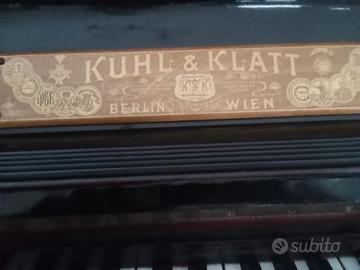 KUHL & KLATT
K K
BERLIN WIEN
subito